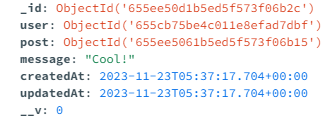 _id: ObjectId('655ee50d1b5ed5f573f06b2c')
user: ObjectId('655cb75be4c011e8efad7dbf')
post: ObjectId('655ee5061b5ed5f573f06b15')
message: "Cool!"
createdAt: 2023-11-23T05:37:17.704+00:00
updatedAt: 2023-11-23T05:37:17.704+00:00
__v: 0